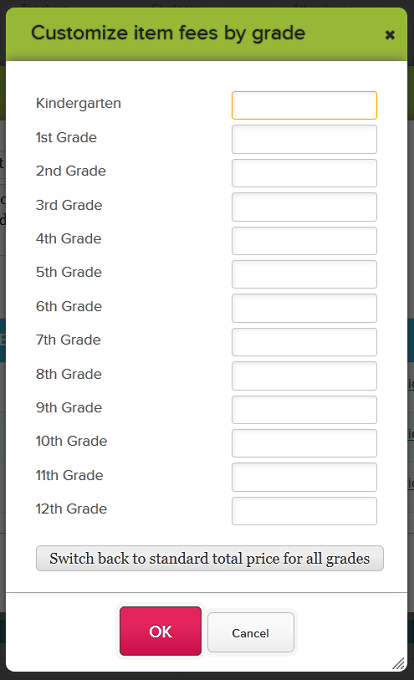 Customize item fees by grade
Kindergarten
1st Grade
2nd Grade
3rd Grade
4th Grade
5th Grade
6th Grade
7th Grade
8th Grade
9th Grade
10th Grade
11th Grade
12th Grade
Switch back to standard total price for all grades
OK
Cancel